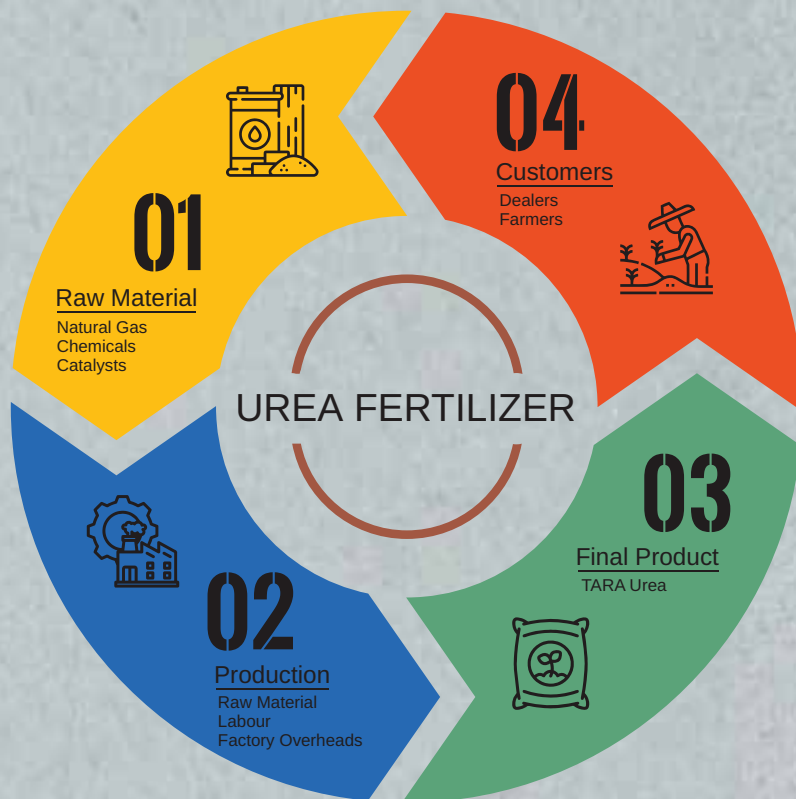 01
Raw Material
Natural Gas
Chemicals
Catalysts
04
Customers
Dealers
Farmers
UREA FERTILIZER
02
Production
Raw Material
Labour
Factory Overheads
03
Final Product
TARA Urea